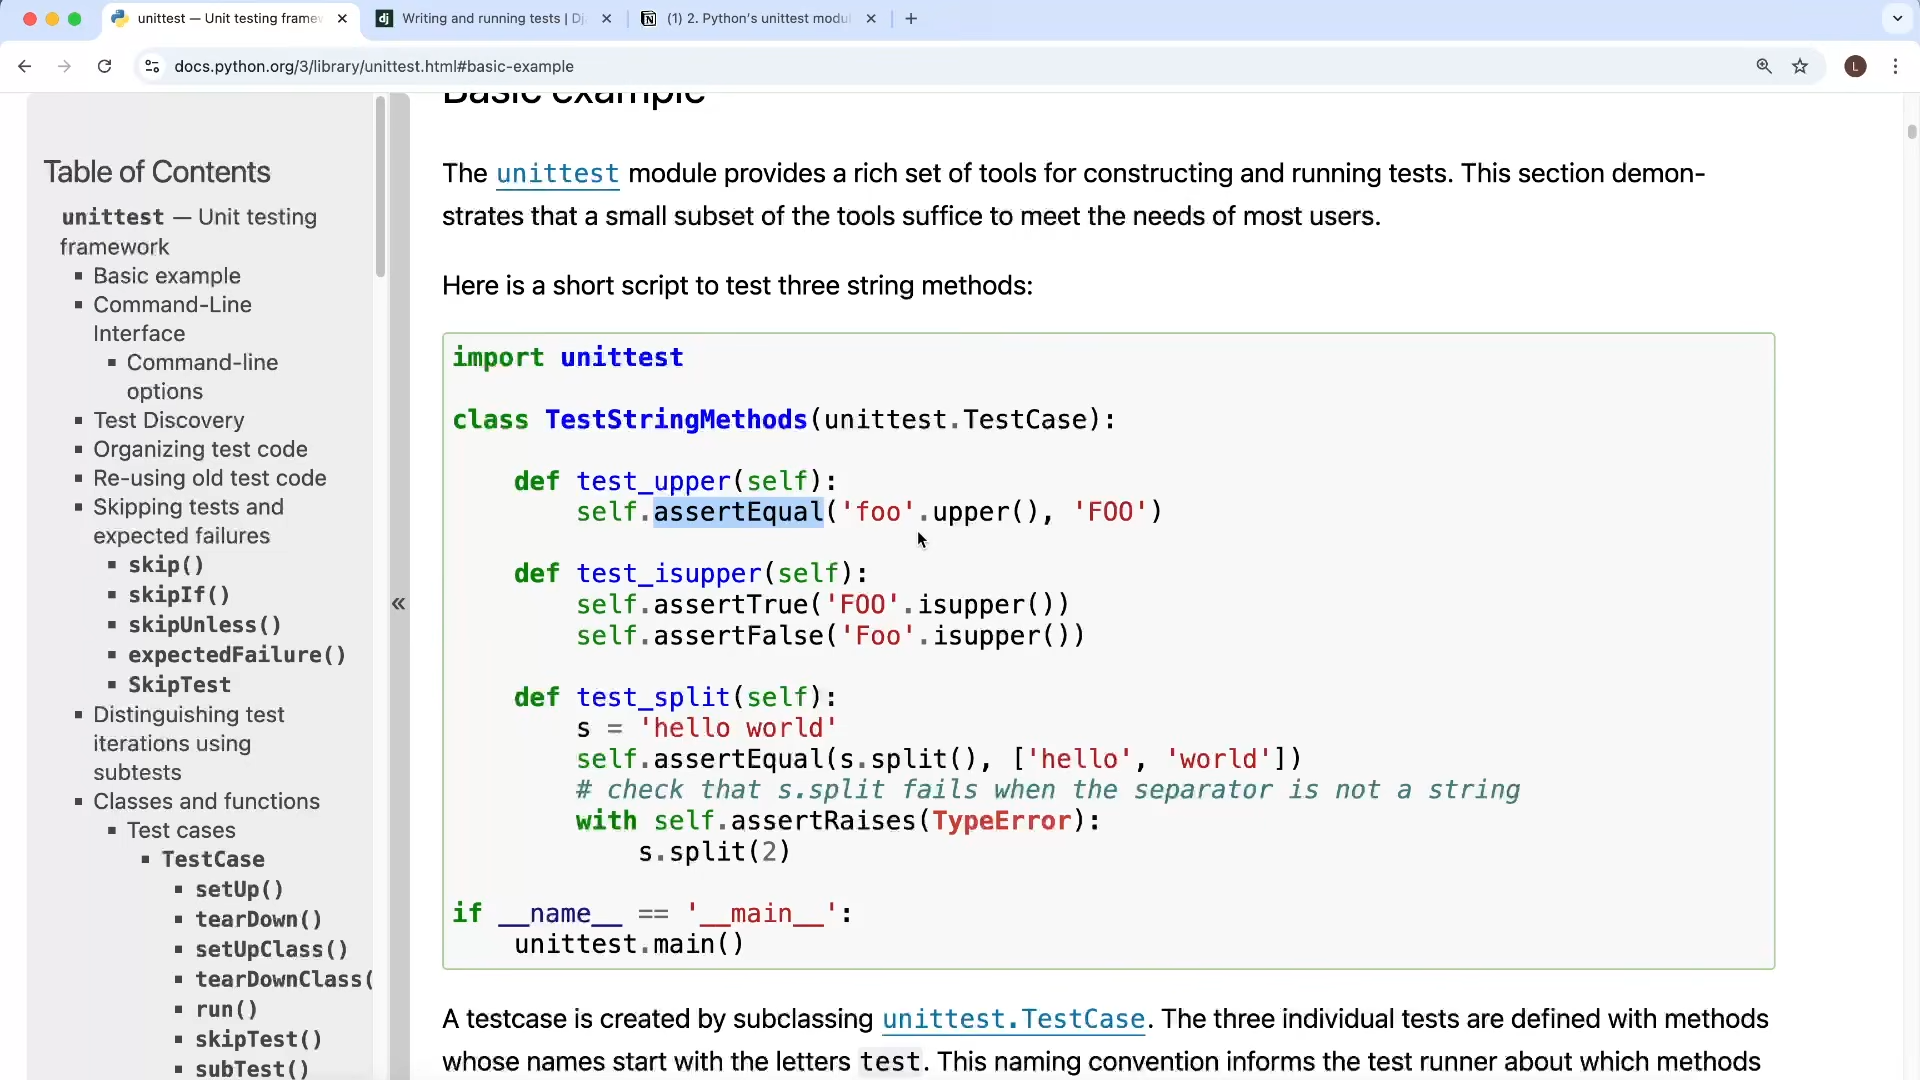 unittest — Unit testing frame
Writing and running tests | Dj
(1) 2. Python's unittest modu
docs.python.org/3/library/unittest.html#basic-example
L
Table of Contents
unittest — Unit testing
framework
Basic example
Command-Line
Interface
Command-line
options
Test Discovery
Organizing test code
Re-using old test code
Skipping tests and
expected failures
skip()
skipIf()
skipUnless()
expectedFailure()
SkipTest
Distinguishing test
iterations using
subtests
Classes and functions
Test cases
TestCase
setUp()
tearDown()
setUpClass()
tearDownClass(
run()
skipTest()
subTest()
«
Basic example
The unittest module provides a rich set of tools for constructing and running tests. This section demon-
strates that a small subset of the tools suffice to meet the needs of most users.
Here is a short script to test three string methods:
import unittest
class TestStringMethods(unittest.TestCase):
def test_upper(self):
self.assertEqual('foo'.upper(), 'FOO')
def test_isupper(self):
self.assertTrue('FOO'.isupper())
self.assertFalse('Foo'.isupper())
def test_split(self):
s = 'hello world'
self.assertEqual(s.split(), ['hello', 'world'])
# check that s.split fails when the separator is not a string
with self.assertRaises(TypeError):
s.split(2)
if __name__ == '__main__':
unittest.main()
A testcase is created by subclassing unittest.TestCase. The three individual tests are defined with methods
whose names start with the letters test. This naming convention informs the test runner about which methods